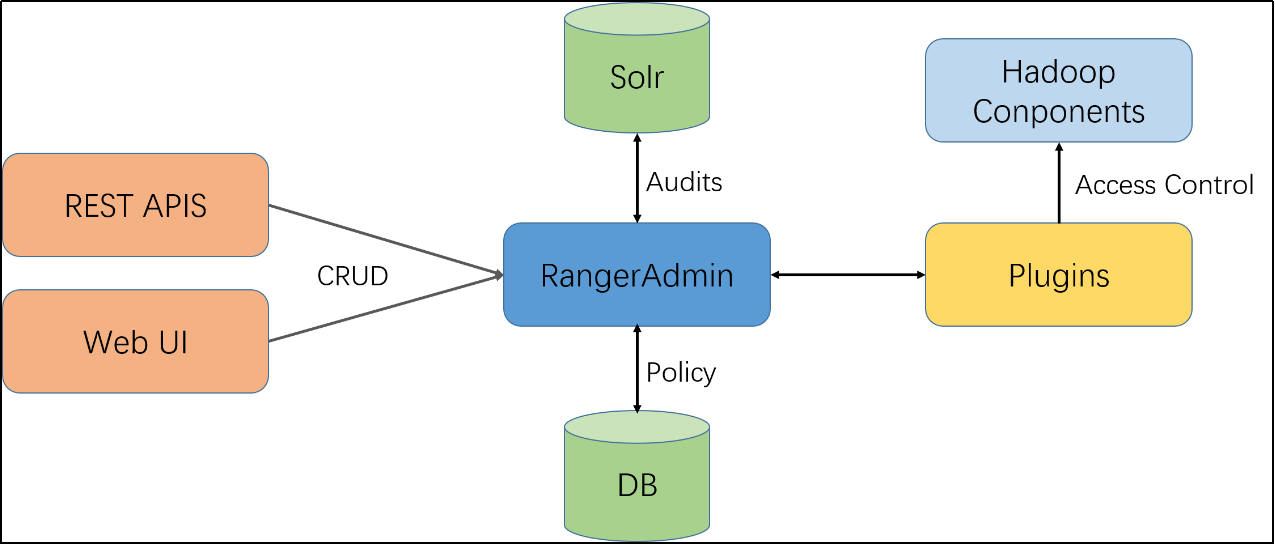 Solr
Hadoop
Conponents
Audits
Access Control
REST APIS
CRUD
RangerAdmin
Plugins
Web UI
Policy
DB